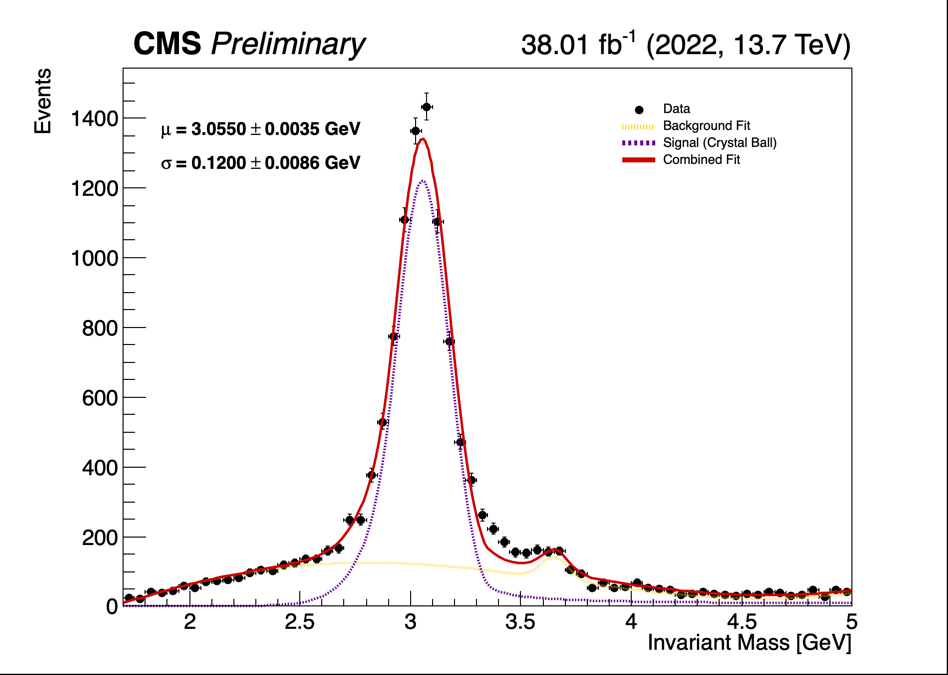 CMS Preliminary
38.01 fb⁻¹ (2022, 13.7 TeV)
Events
1400
1200
1000
800
600
400
200
0
μ = 3.0550 ± 0.0035 GeV
σ = 0.1200 ± 0.0086 GeV
Data
Background Fit
Signal (Crystal Ball)
Combined Fit
2 2.5 3 3.5 4 4.5 5
Invariant Mass [GeV]